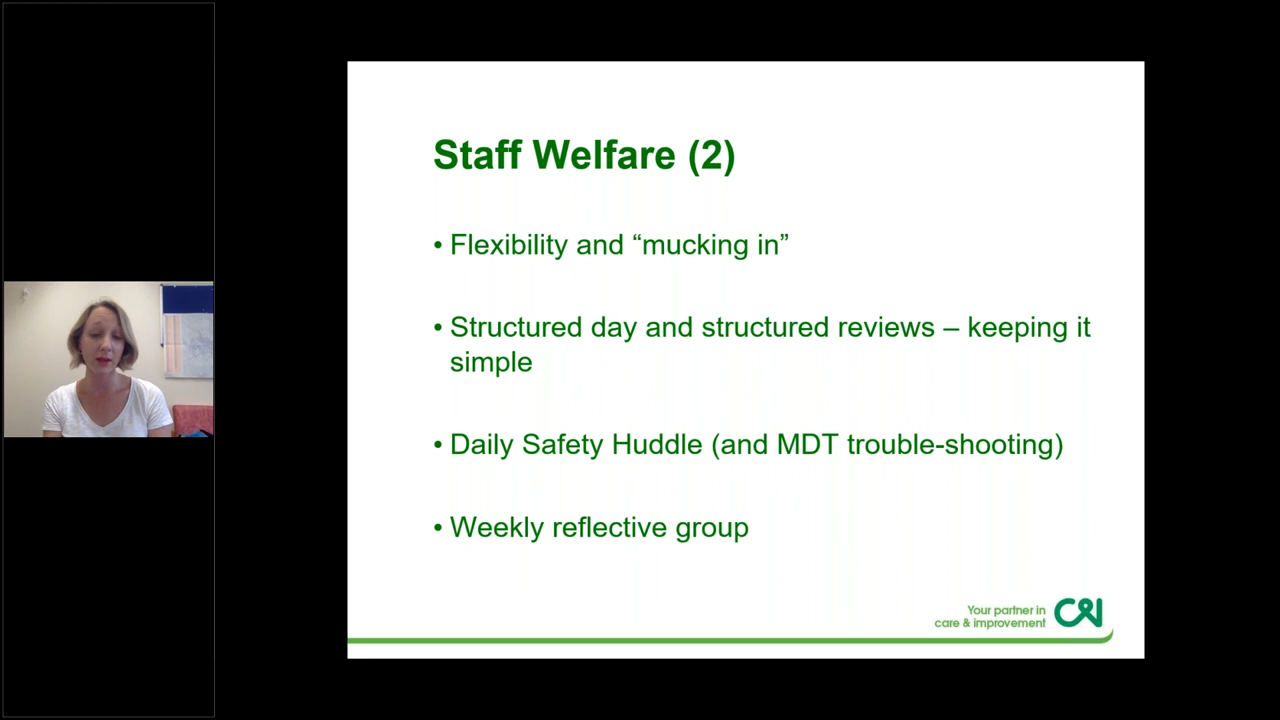 Staff Welfare (2)
• Flexibility and “mucking in”
• Structured day and structured reviews – keeping it
simple
• Daily Safety Huddle (and MDT trouble-shooting)
• Weekly reflective group
Your partner in
care & improvement
C&I